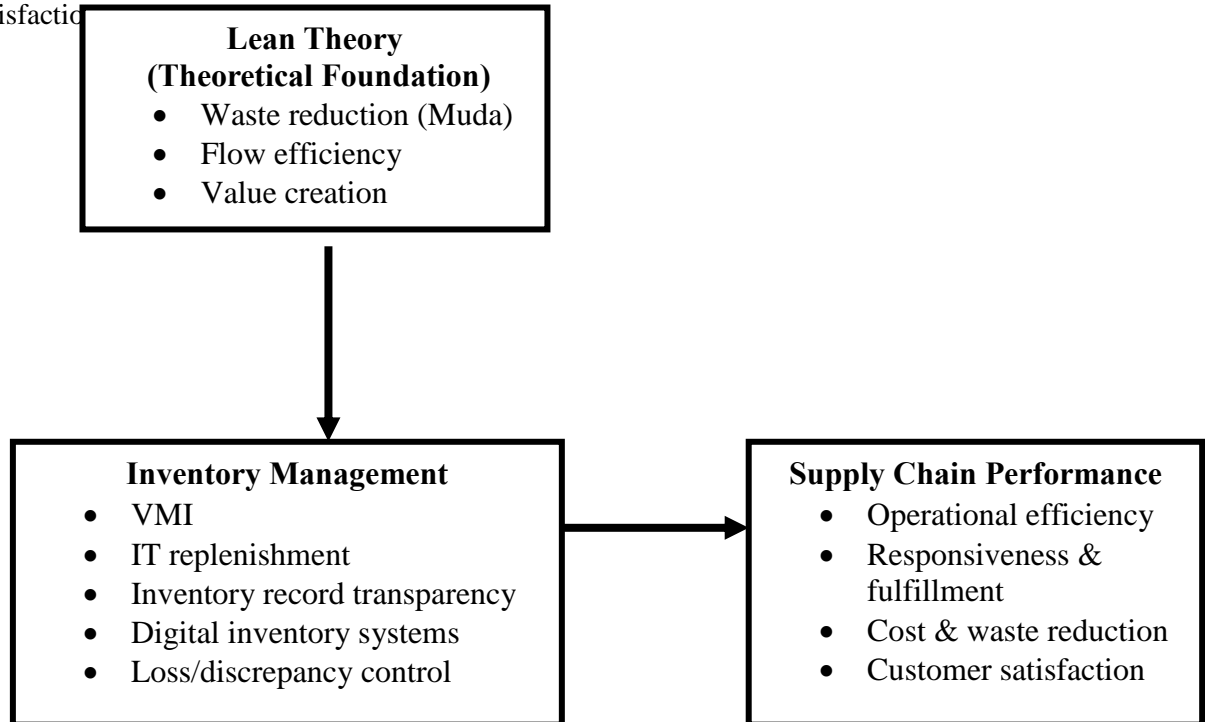 Lean Theory
(Theoretical Foundation)
• Waste reduction (Muda)
• Flow efficiency
• Value creation
Inventory Management
• VMI
• IT replenishment
• Inventory record transparency
• Digital inventory systems
• Loss/discrepancy control
Supply Chain Performance
• Operational efficiency
• Responsiveness &
fulfillment
• Cost & waste reduction
• Customer satisfaction